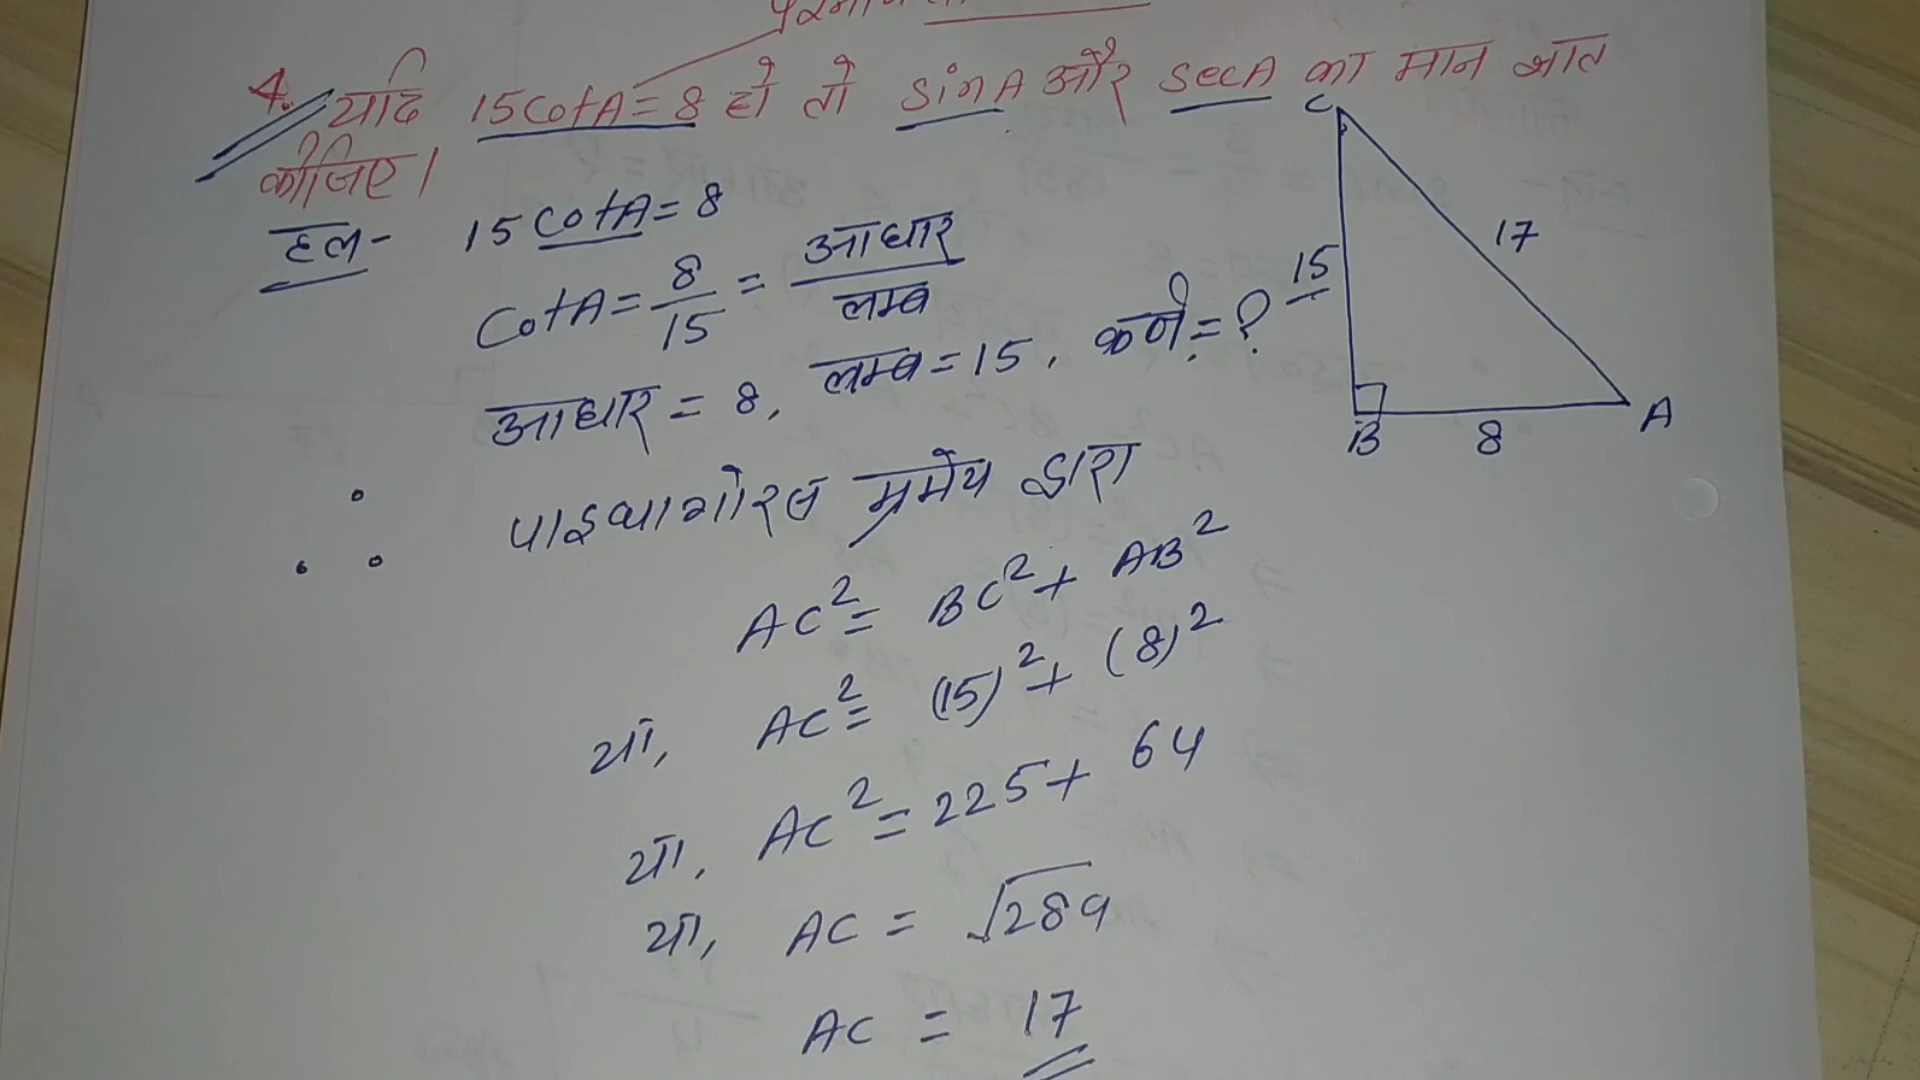 4. यदि 15cotA=8 हो तो sinA और secA का मान ज्ञात
कीजिए।
हल- 15cotA=8
cotA=8/15=आधार/लम्ब
आधार=8, लम्ब=15, कर्ण=?
∴ पाइथागोरस प्रमेय द्वारा
AC²=BC²+AB²
या, AC²=(15)²+(8)²
या, AC²=225+64
या, AC=√289
AC=17
C
15
17
B
8
A